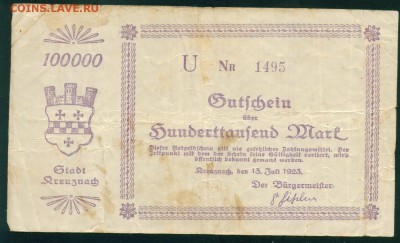 COINS.LAVE.RU
100000
U Nr 1495
Gutschein
über
Hunderttausend Mark
Dieser Notgeldschein gilt als gesetzliches Zahlungsmittel. Der
Zeitpunkt mit dem der Schein seine Gültigkeit verliert, wird
öffentlich bekannt gemacht werden.
Kreuznach, den 15. Juli 1923.
Der Bürgermeister:
Stadt
Kreuznach